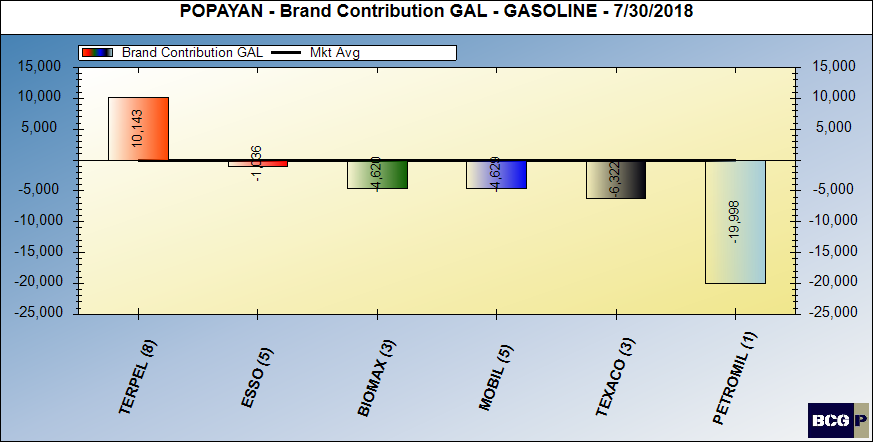 POPAYAN - Brand Contribution GAL - GASOLINE - 7/30/2018
Brand Contribution GAL Mkt Avg
15,000 15,000
10,000 10,000
5,000 5,000
-5,000 -5,000
-10,000 -10,000
-15,000 -15,000
-20,000 -20,000
-25,000 -25,000
10,143
-1,036
-4,620
-4,629
-6,322
-19,998
TERPEL (8)
ESSO (5)
BIOMAX (3)
MOBIL (5)
TEXACO (3)
PETROMIL (1)
BCG P